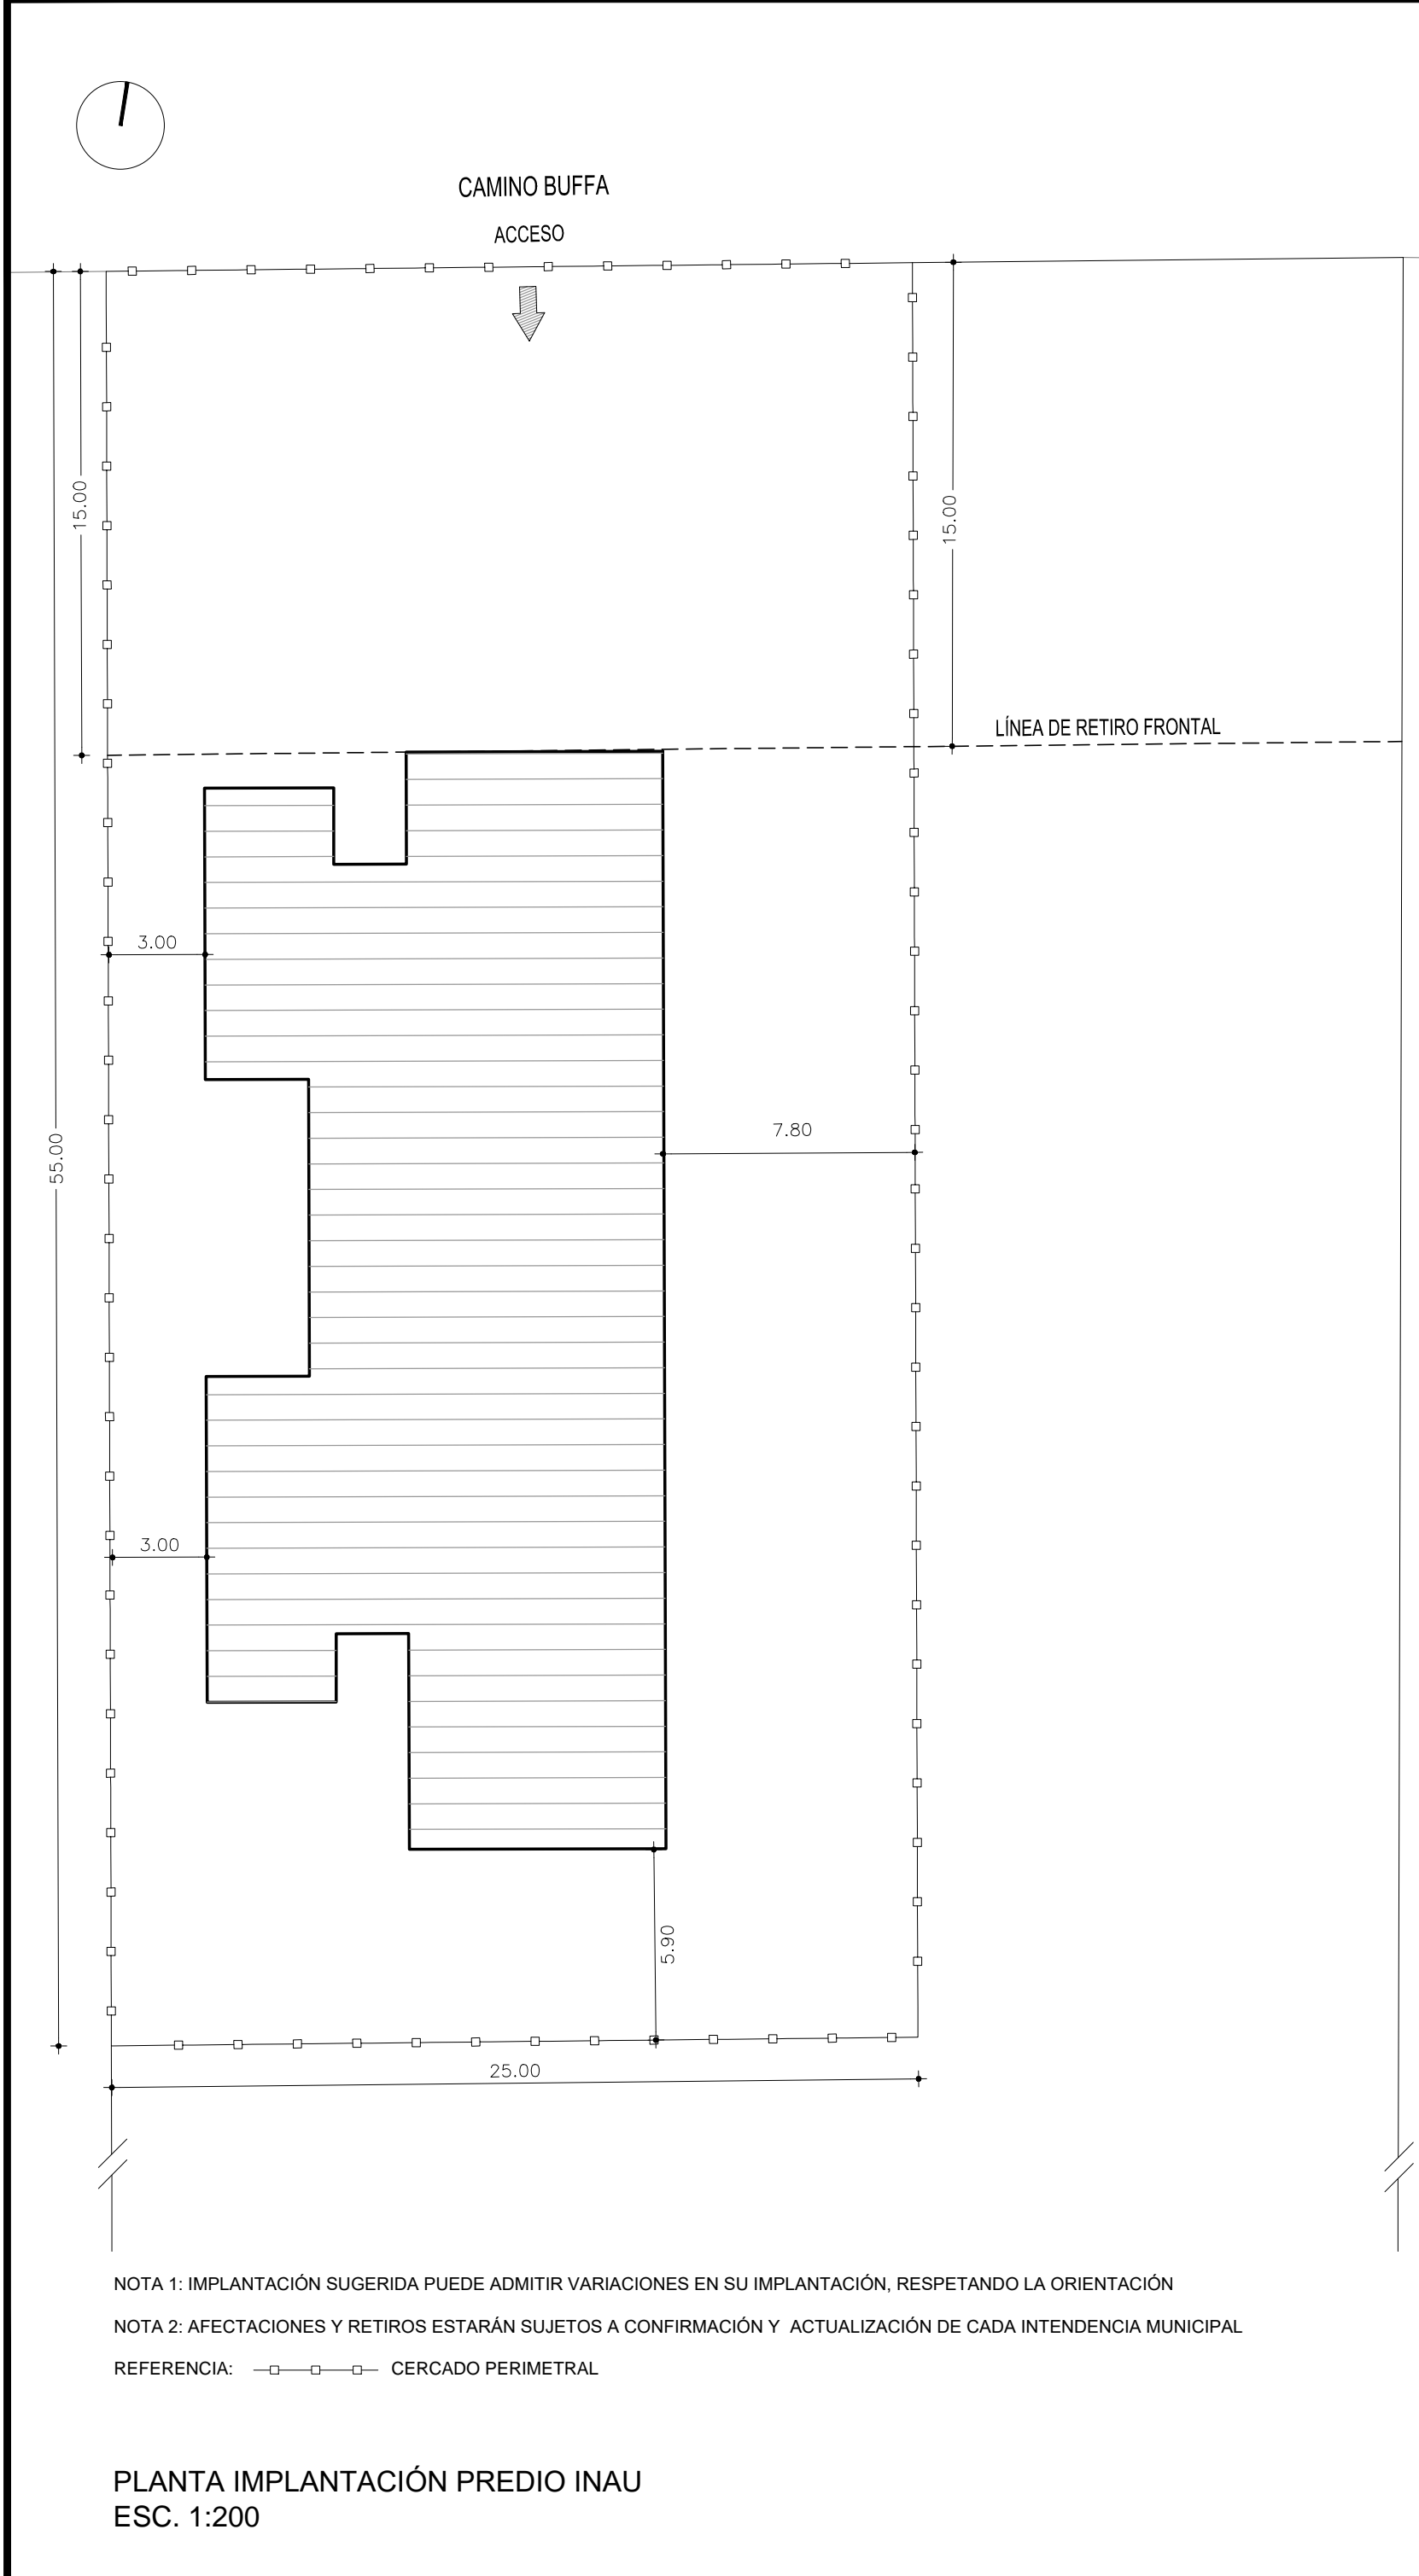 CAMINO BUFFA
ACCESO
15.00
15.00
LÍNEA DE RETIRO FRONTAL
3.00
7.80
55.00
3.00
5.90
25.00
NOTA 1: IMPLANTACIÓN SUGERIDA PUEDE ADMITIR VARIACIONES EN SU IMPLANTACIÓN, RESPETANDO LA ORIENTACIÓN
NOTA 2: AFECTACIONES Y RETIROS ESTARÁN SUJETOS A CONFIRMACIÓN Y ACTUALIZACIÓN DE CADA INTENDENCIA MUNICIPAL
REFERENCIA: CERCADO PERIMETRAL
PLANTA IMPLANTACIÓN PREDIO INAU
ESC. 1:200